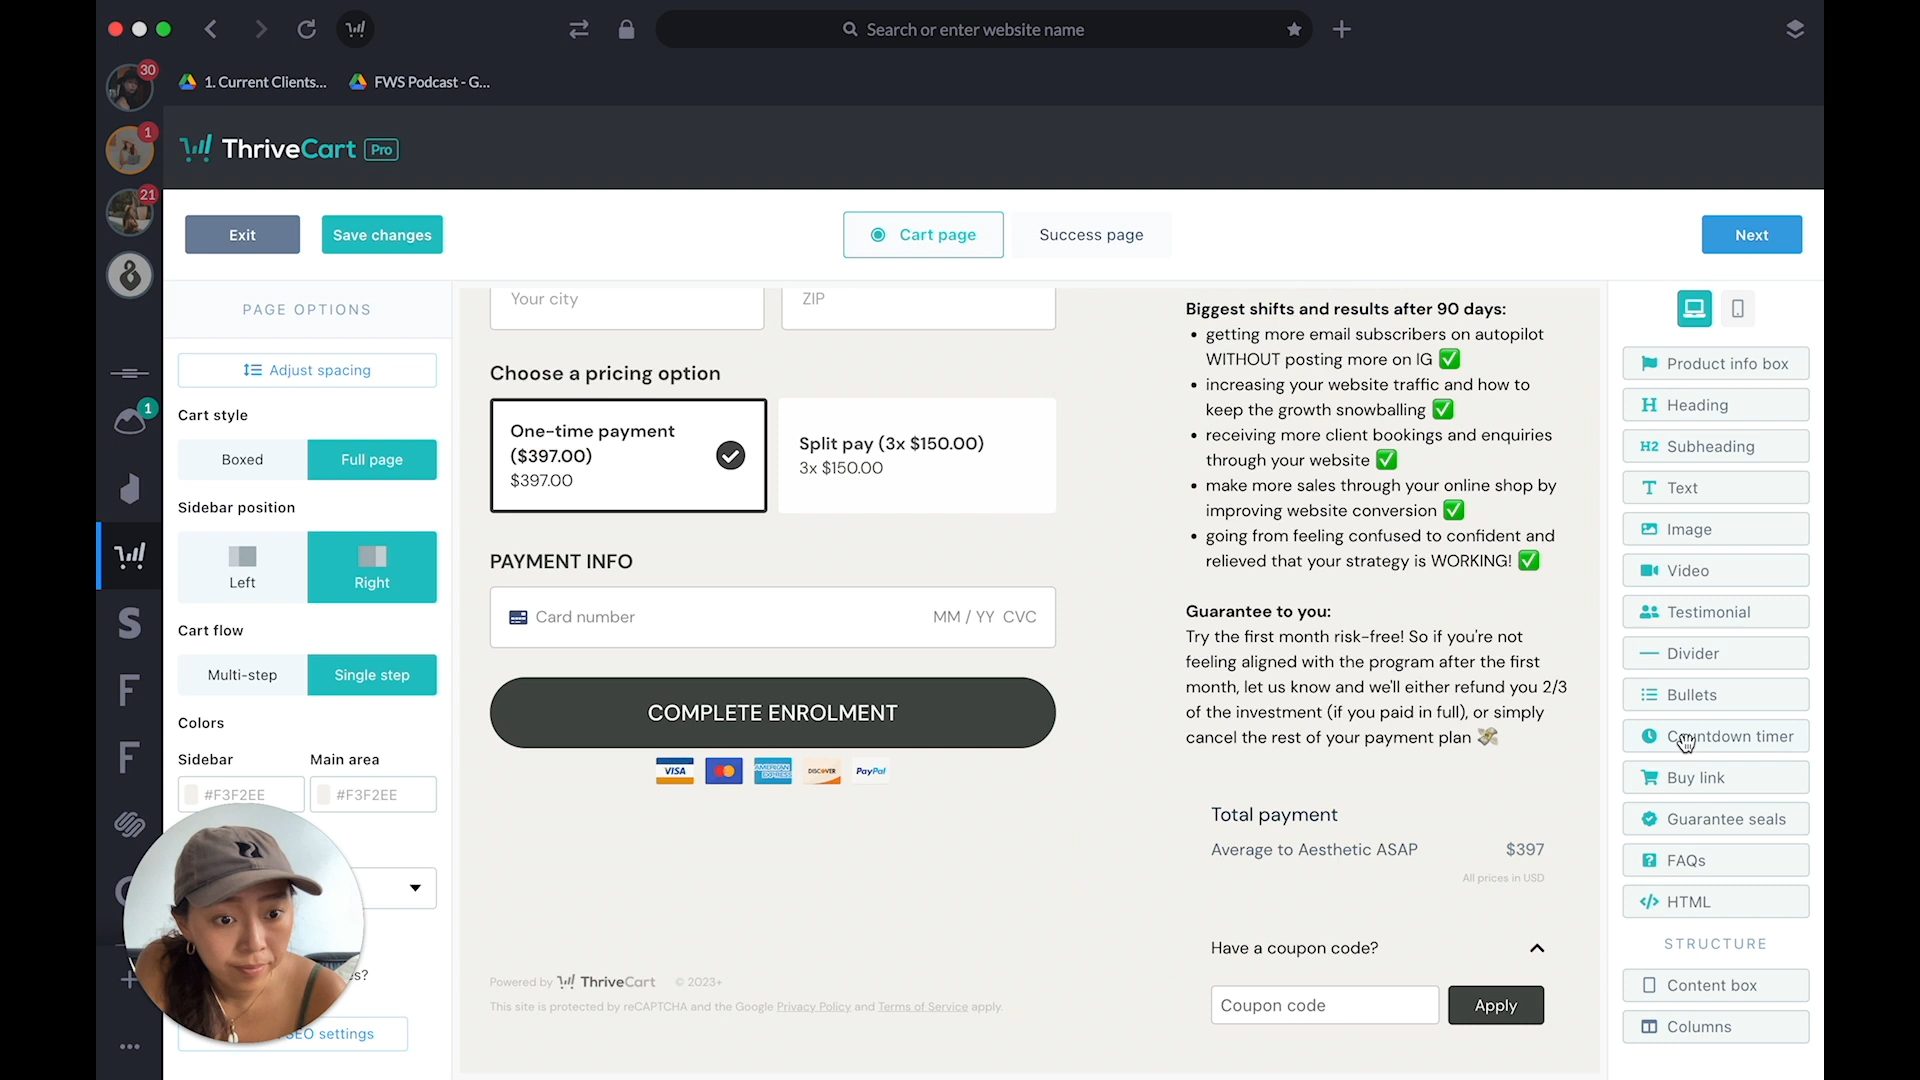 Search or enter website name
30
1. Current Clients...
FWS Podcast - G...
1
ThriveCart Pro
21
Exit
Save changes
Cart page
Success page
Next
PAGE OPTIONS
Adjust spacing
Cart style
Boxed
Full page
Sidebar position
Left
Right
Cart flow
Multi-step
Single step
Colors
Sidebar
Main area
#F3F2EE
#F3F2EE
s?
SEO settings
1
S
F
F
Your city
ZIP
Choose a pricing option
One-time payment
($397.00)
$397.00
Split pay (3x $150.00)
3x $150.00
PAYMENT INFO
Card number
MM / YY CVC
COMPLETE ENROLMENT
VISA
AMERICAN EXPRESS
DISCOVER
PayPal
Powered by ThriveCart © 2023+
This site is protected by reCAPTCHA and the Google Privacy Policy and Terms of Service apply.
Biggest shifts and results after 90 days:
• getting more email subscribers on autopilot
WITHOUT posting more on IG ✅
• increasing your website traffic and how to
keep the growth snowballing ✅
• receiving more client bookings and enquiries
through your website ✅
• make more sales through your online shop by
improving website conversion ✅
• going from feeling confused to confident and
relieved that your strategy is WORKING! ✅
Guarantee to you:
Try the first month risk-free! So if you're not
feeling aligned with the program after the first
month, let us know and we'll either refund you 2/3
of the investment (if you paid in full), or simply
cancel the rest of your payment plan 💸
Total payment
Average to Aesthetic ASAP $397
All prices in USD
Have a coupon code?
Coupon code
Apply
Product info box
H Heading
H2 Subheading
T Text
Image
Video
Testimonial
Divider
Bullets
Countdown timer
Buy link
Guarantee seals
FAQs
HTML
STRUCTURE
Content box
Columns